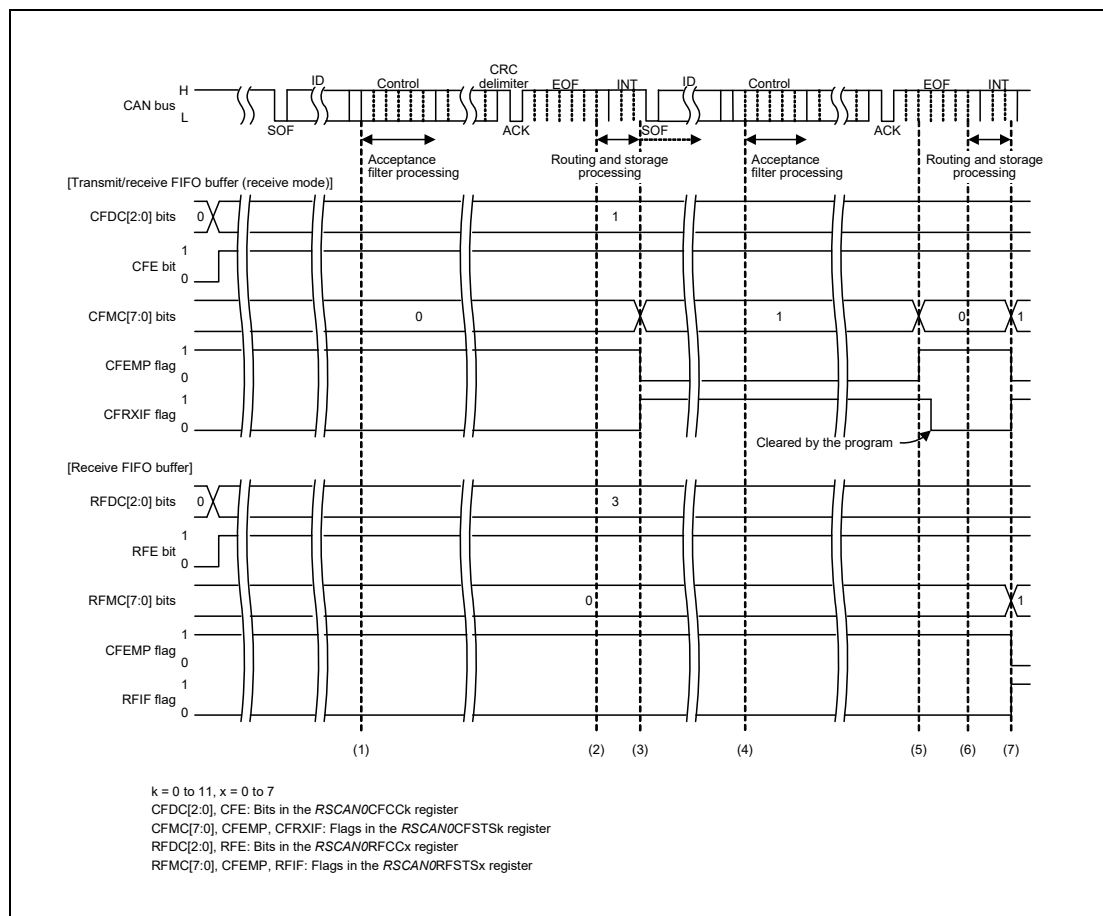 CRC
ID delimiter ID
Control EOF INT Control EOF INT
H
CAN bus
L
SOF ACK SOF ACK
Acceptance
filter processing
Routing and storage
processing
Acceptance
filter processing
Routing and storage
processing
[Transmit/receive FIFO buffer (receive mode)]
CFDC[2:0] bits 0 1
1
CFE bit
0
CFMC[7:0] bits 0 1 0 1
1
CFEMP flag
0
1
CFRXIF flag
0
Cleared by the program
[Receive FIFO buffer]
RFDC[2:0] bits 0 3
1
RFE bit
0
RFMC[7:0] bits 0 1
1
CFEMP flag
0
1
RFIF flag
0
(1) (2) (3) (4) (5) (6) (7)
k = 0 to 11, x = 0 to 7
CFDC[2:0], CFE: Bits in the RSCAN0CFCCk register
CFMC[7:0], CFEMP, CFRXIF: Flags in the RSCAN0CFSTSk register
RFDC[2:0], RFE: Bits in the RSCAN0RFCCx register
RFMC[7:0], CFEMP, RFIF: Flags in the RSCAN0RFSTSx register